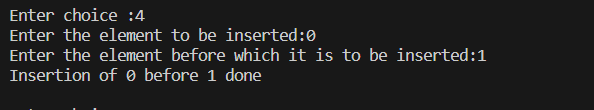 Enter choice :4
Enter the element to be inserted:0
Enter the element before which it is to be inserted:1
Insertion of 0 before 1 done